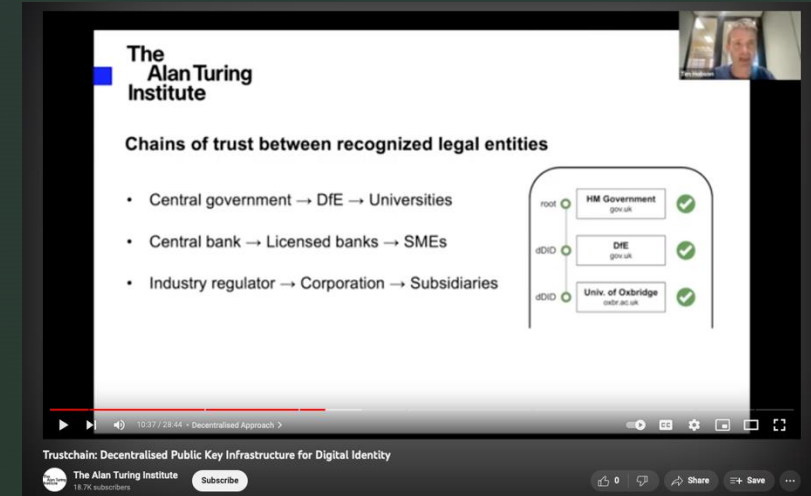 The
Alan Turing
Institute
Chains of trust between recognized legal entities
• Central government → DfE → Universities
• Central bank → Licensed banks → SMEs
• Industry regulator → Corporation → Subsidiaries
root
HM Government
gov.uk
dDID
DfE
gov.uk
dDID
Univ. of Oxbridge
oxbr.ac.uk
10:37 / 28:44 • Decentralised Approach >
CC
Trustchain: Decentralised Public Key Infrastructure for Digital Identity
The Alan Turing Institute
18.7K subscribers
Subscribe
0
Share
Save